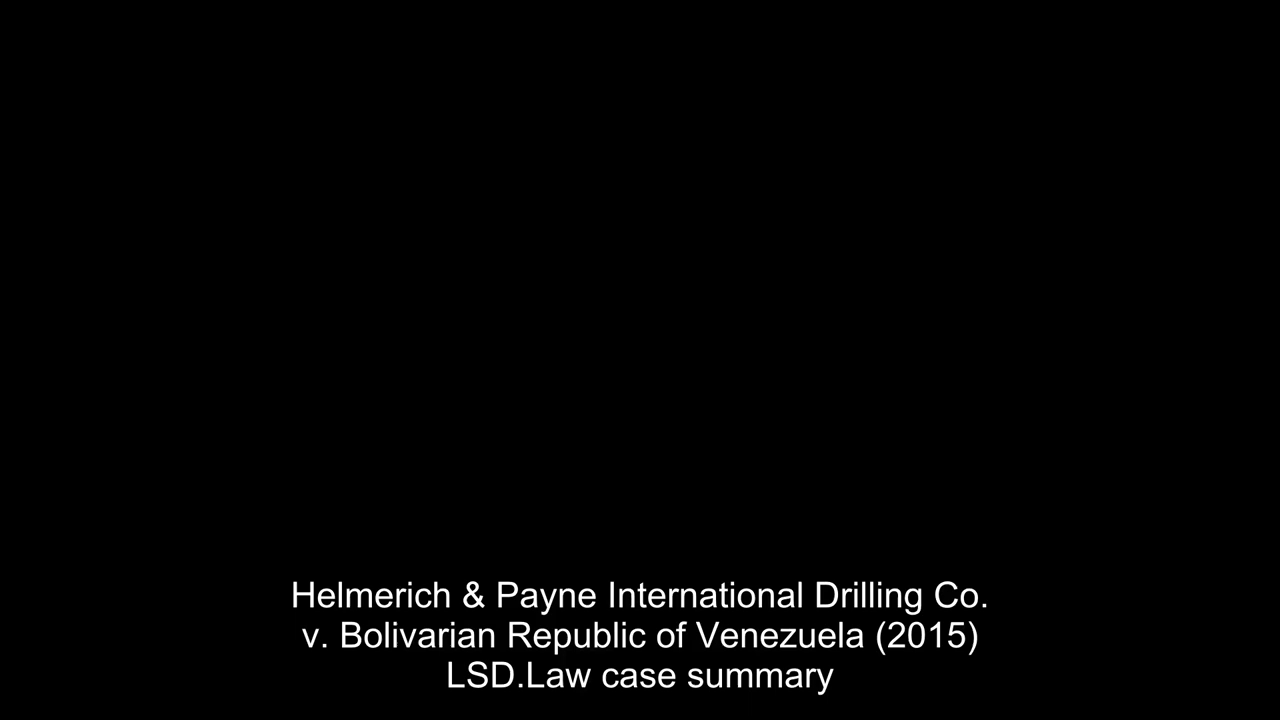 Helmerich & Payne International Drilling Co.
v. Bolivarian Republic of Venezuela (2015)
LSD.Law case summary